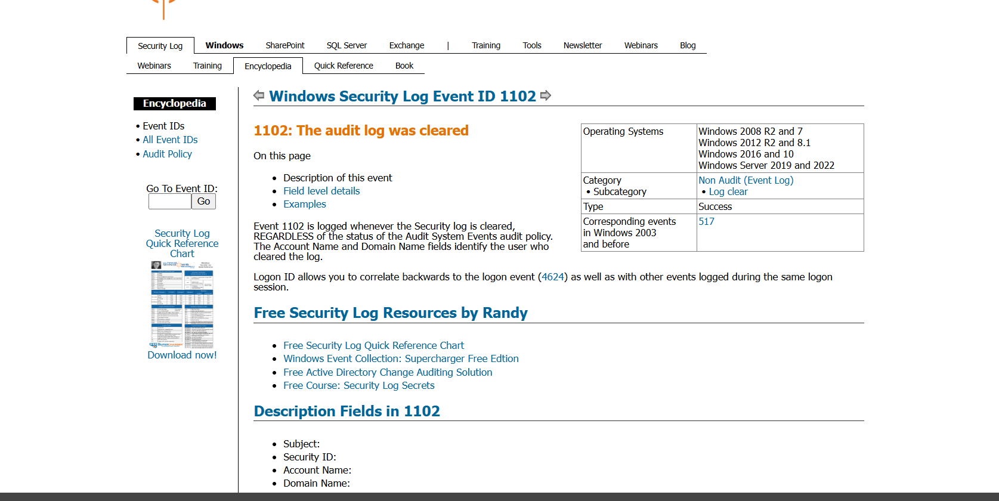 Security Log Windows SharePoint SQL Server Exchange | Training Tools Newsletter Webinars Blog
Webinars Training Encyclopedia Quick Reference Book
Encyclopedia
• Event IDs
• All Event IDs
• Audit Policy
Go To Event ID:
Go
Security Log
Quick Reference
Chart
Download now!
Windows Security Log Event ID 1102
1102: The audit log was cleared
On this page
• Description of this event
• Field level details
• Examples
Event 1102 is logged whenever the Security log is cleared,
REGARDLESS of the status of the Audit System Events audit policy.
The Account Name and Domain Name fields identify the user who
cleared the log.
Operating Systems Windows 2008 R2 and 7
Windows 2012 R2 and 8.1
Windows 2016 and 10
Windows Server 2019 and 2022
Category Non Audit (Event Log)
• Subcategory • Log clear
Type Success
Corresponding events 517
in Windows 2003
and before
Logon ID allows you to correlate backwards to the logon event (4624) as well as with other events logged during the same logon
session.
Free Security Log Resources by Randy
• Free Security Log Quick Reference Chart
• Windows Event Collection: Supercharger Free Edtion
• Free Active Directory Change Auditing Solution
• Free Course: Security Log Secrets
Description Fields in 1102
• Subject:
• Security ID:
• Account Name:
• Domain Name: